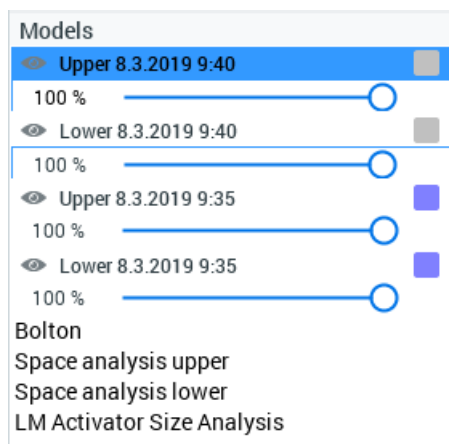 Models
Upper 8.3.2019 9:40
100 %
Lower 8.3.2019 9:40
100 %
Upper 8.3.2019 9:35
100 %
Lower 8.3.2019 9:35
100 %
Bolton
Space analysis upper
Space analysis lower
LM Activator Size Analysis